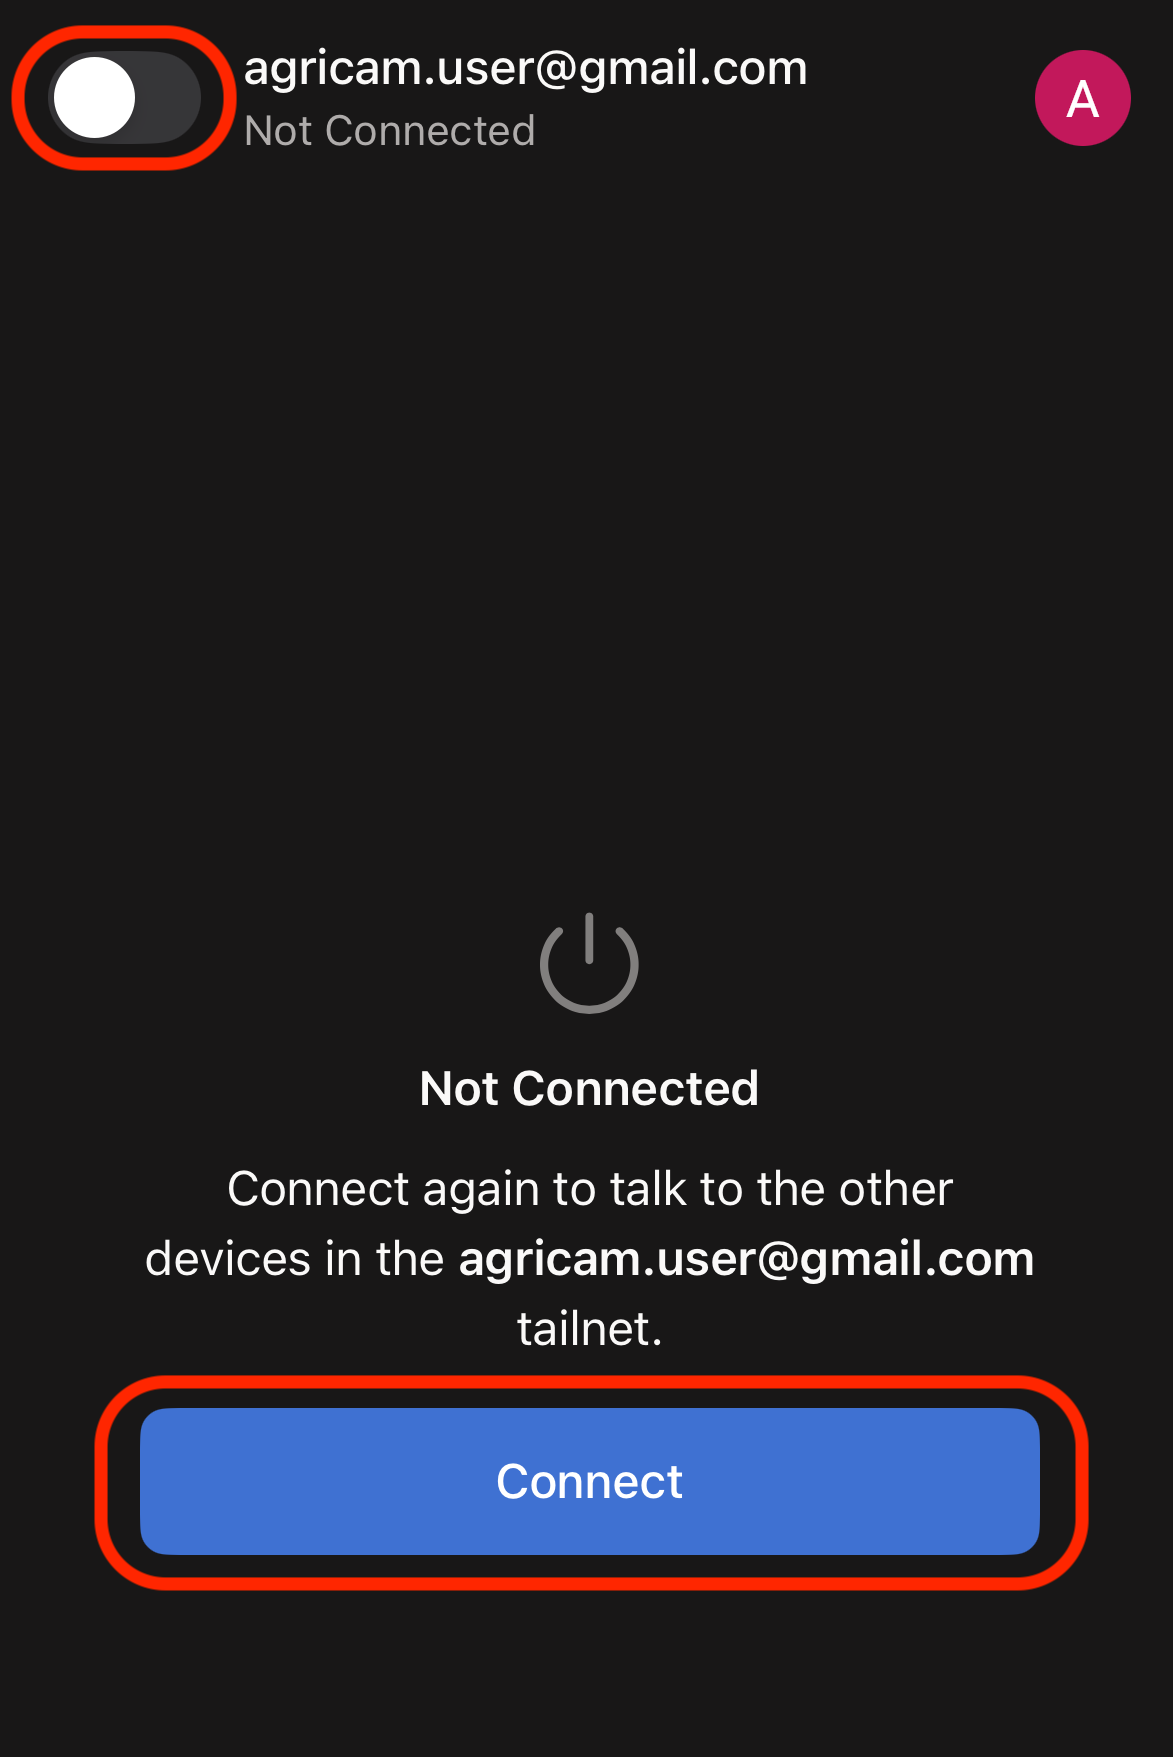 agricam.user@gmail.com
Not Connected
A
Not Connected
Connect again to talk to the other
devices in the agricam.user@gmail.com
tailnet.
Connect